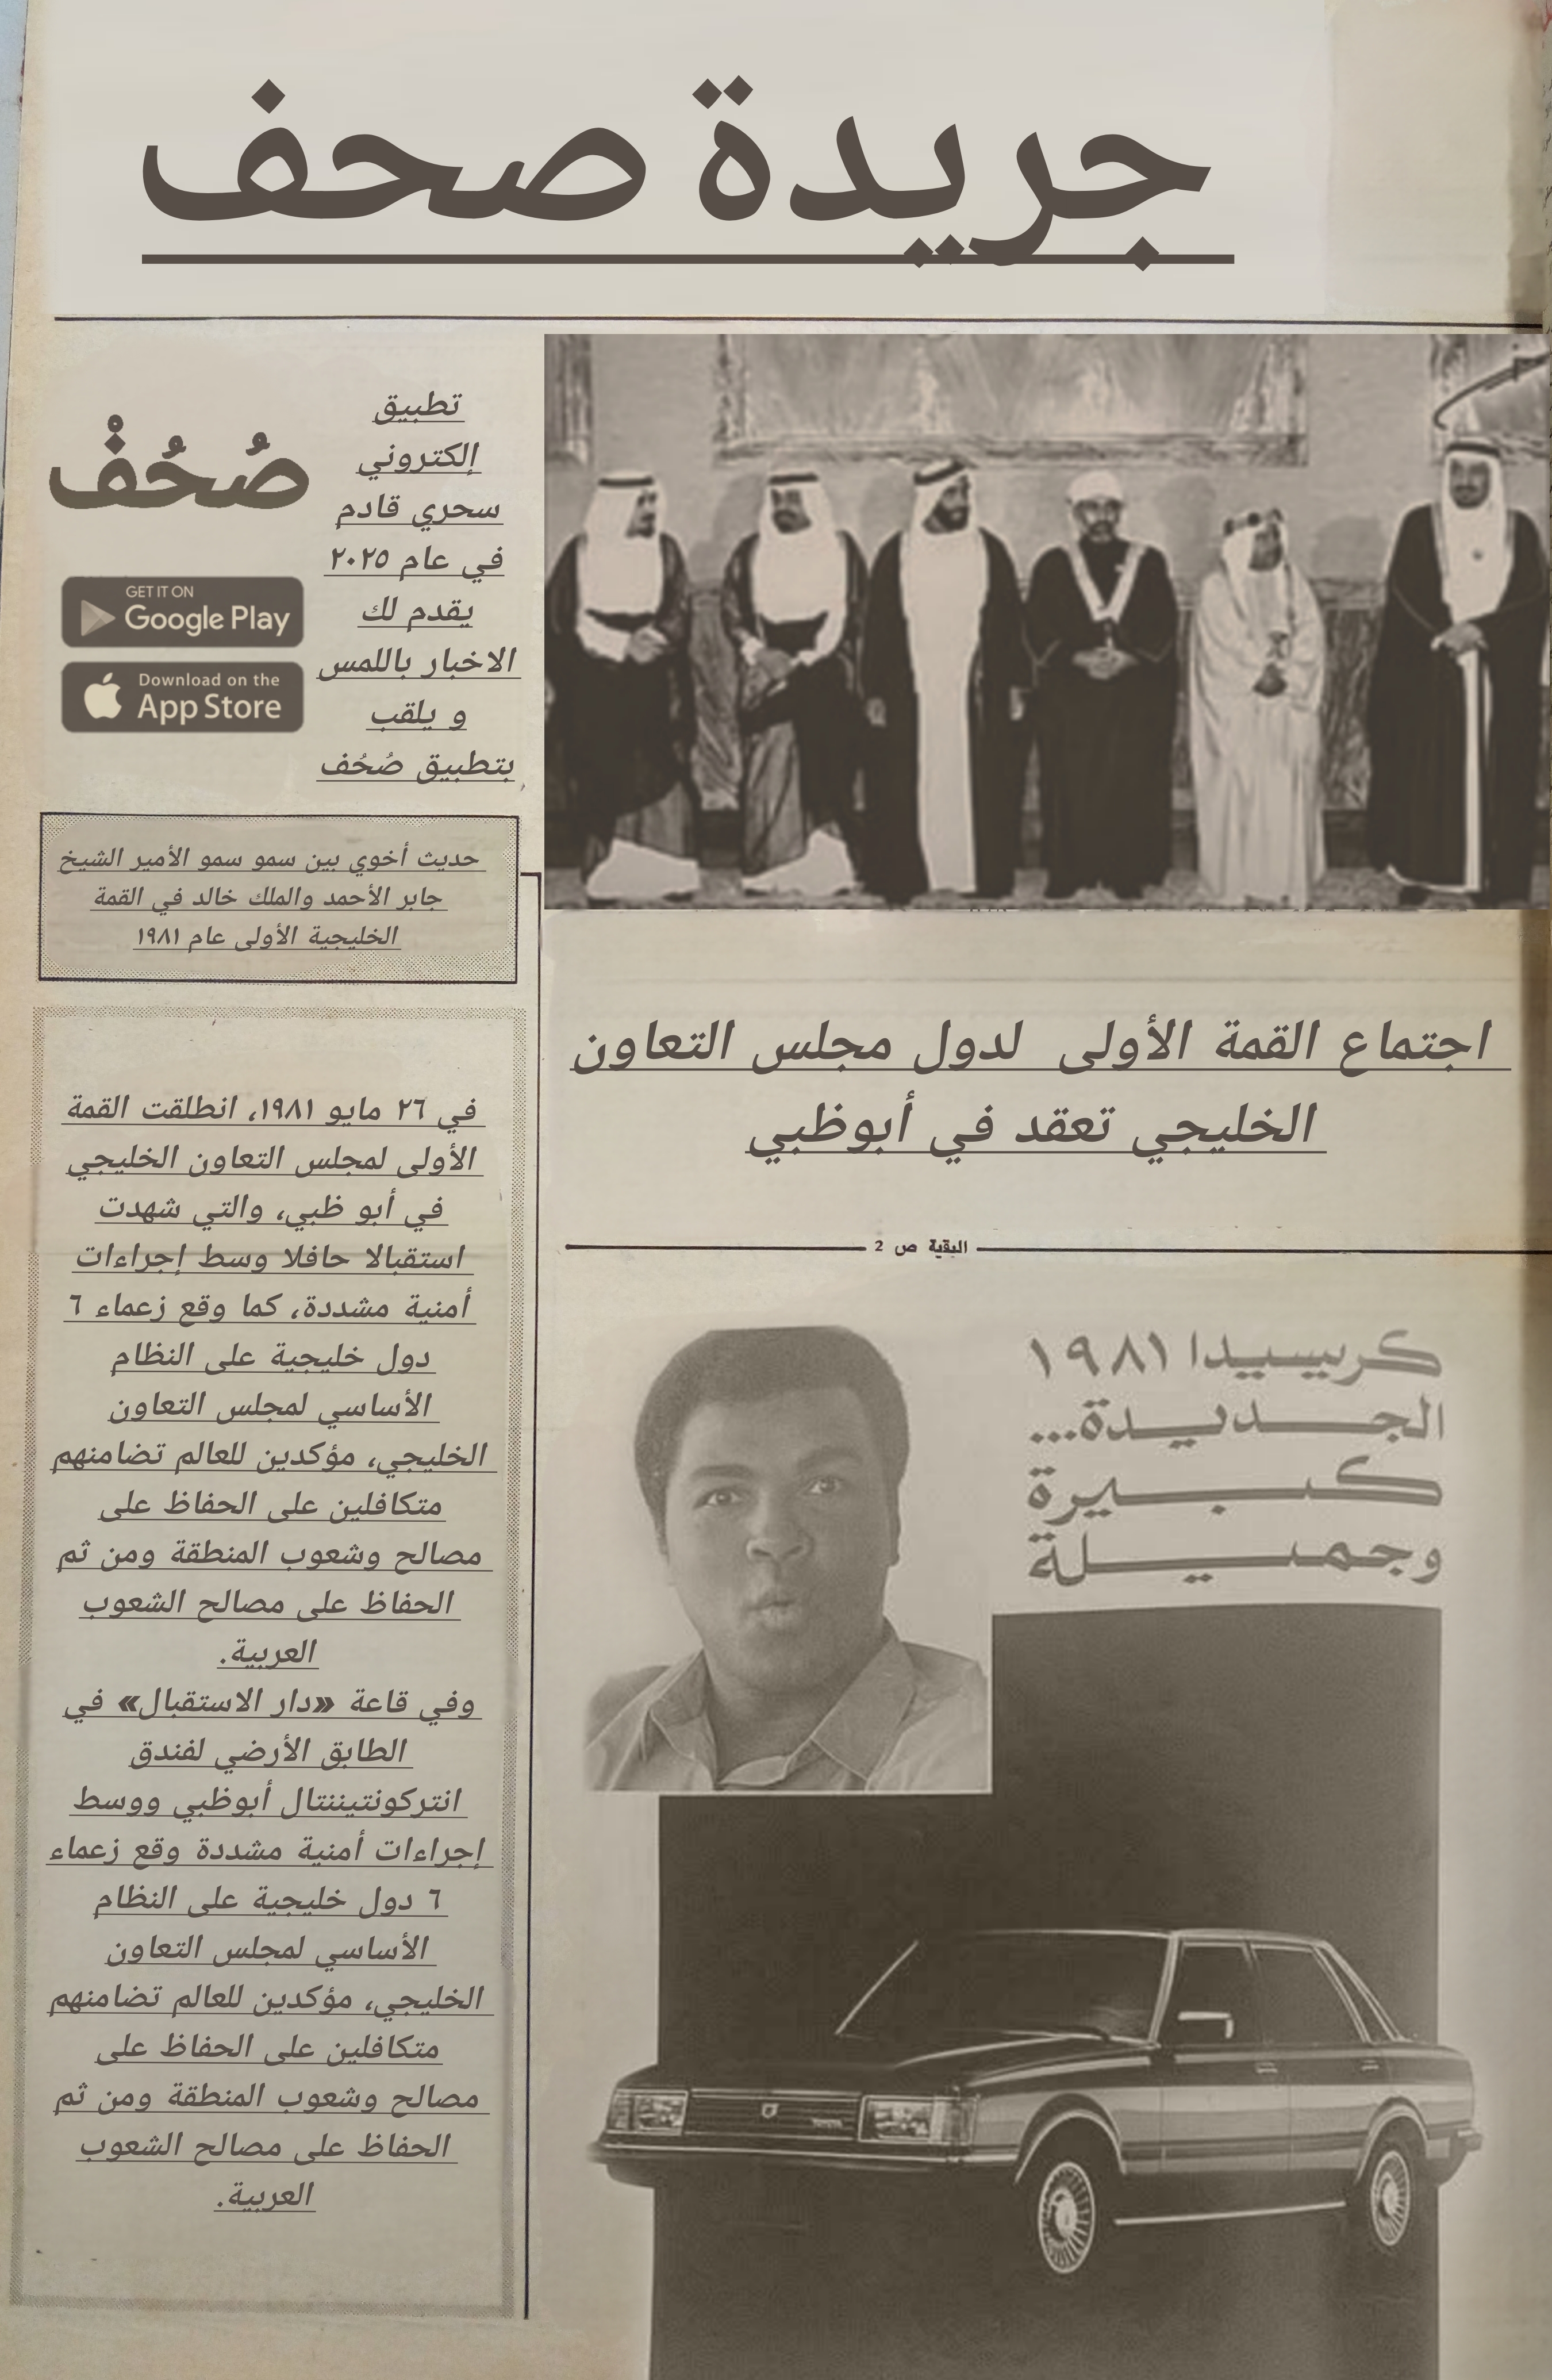 جريدة صحف
تطبيق
إلكتروني
سحري قادم
في عام ٢٠٢٥
يقدم لك
الاخبار باللمس
و يلقب
بتطبيق صُحُف
صُحُفْ
GET IT ON
Google Play
Download on the
App Store
حديث أخوي بين سمو سمو الأمير الشيخ
جابر الأحمد والملك خالد في القمة
الخليجية الأولى عام ١٩٨١
اجتماع القمة الأولى لدول مجلس التعاون
الخليجي تعقد في أبوظبي
البقية ص 2
في ٢٦ مايو ١٩٨١، انطلقت القمة
الأولى لمجلس التعاون الخليجي
في أبو ظبي، والتي شهدت
استقبالا حافلا وسط إجراءات
أمنية مشددة، كما وقع زعماء ٦
دول خليجية على النظام
الأساسي لمجلس التعاون
الخليجي، مؤكدين للعالم تضامنهم
متكافلين على الحفاظ على
مصالح وشعوب المنطقة ومن ثم
الحفاظ على مصالح الشعوب
العربية.
وفي قاعة «دار الاستقبال» في
الطابق الأرضي لفندق
انتركونتيننتال أبوظبي ووسط
إجراءات أمنية مشددة وقع زعماء
٦ دول خليجية على النظام
الأساسي لمجلس التعاون
الخليجي، مؤكدين للعالم تضامنهم
متكافلين على الحفاظ على
مصالح وشعوب المنطقة ومن ثم
الحفاظ على مصالح الشعوب
العربية.
كريسيدا ١٩٨١
الجديدة...
كبيرة
وجميلة